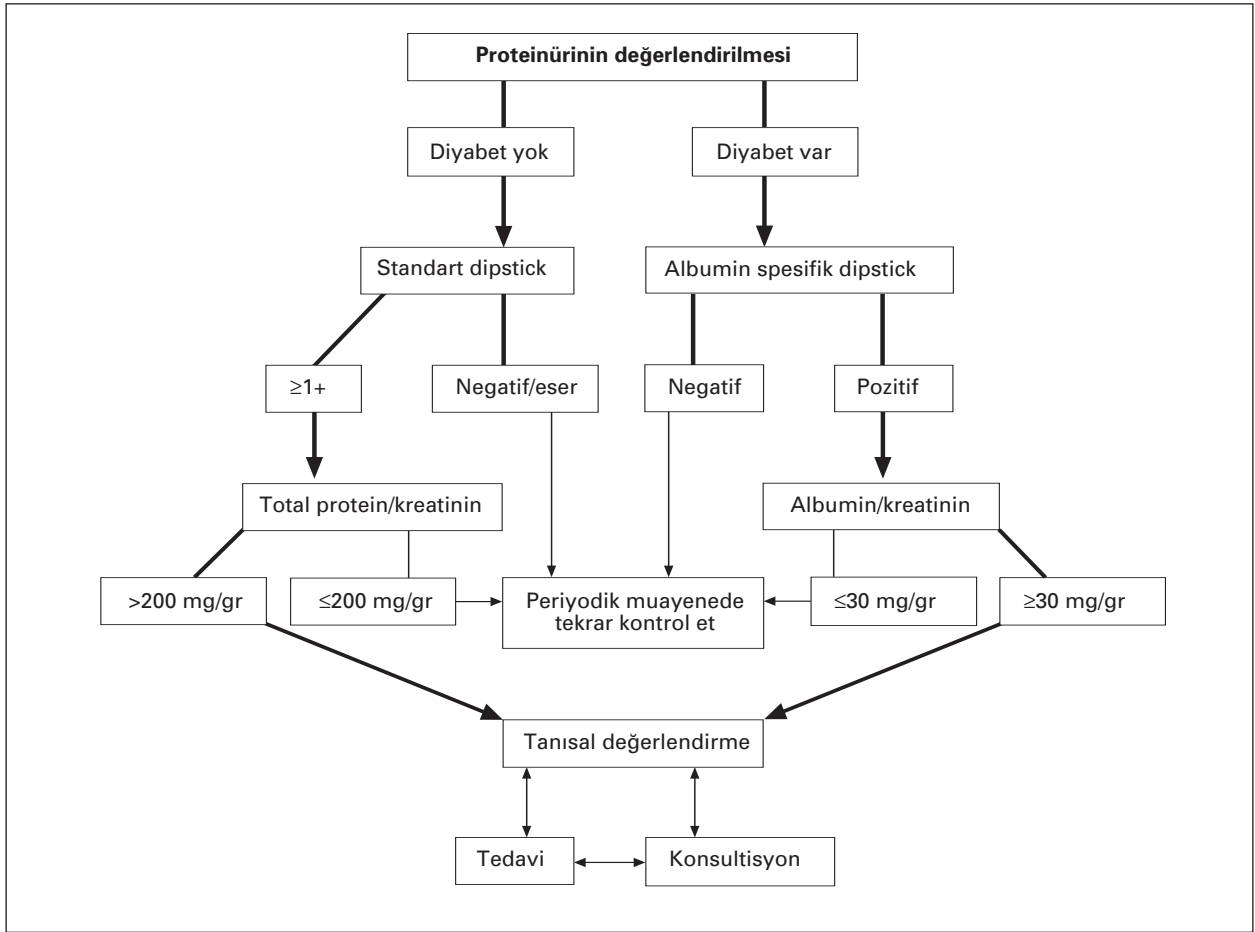 Proteinürinin değerlendirilmesi
Diyabet yok
Diyabet var
Standart dipstick
Albumin spesifik dipstick
≥1+
Negatif/eser
Negatif
Pozitif
Total protein/kreatinin
Albumin/kreatinin
>200 mg/gr
≤200 mg/gr
Periyodik muayenede
tekrar kontrol et
≤30 mg/gr
≥30 mg/gr
Tanısal değerlendirme
Tedavi
Konsultisyon